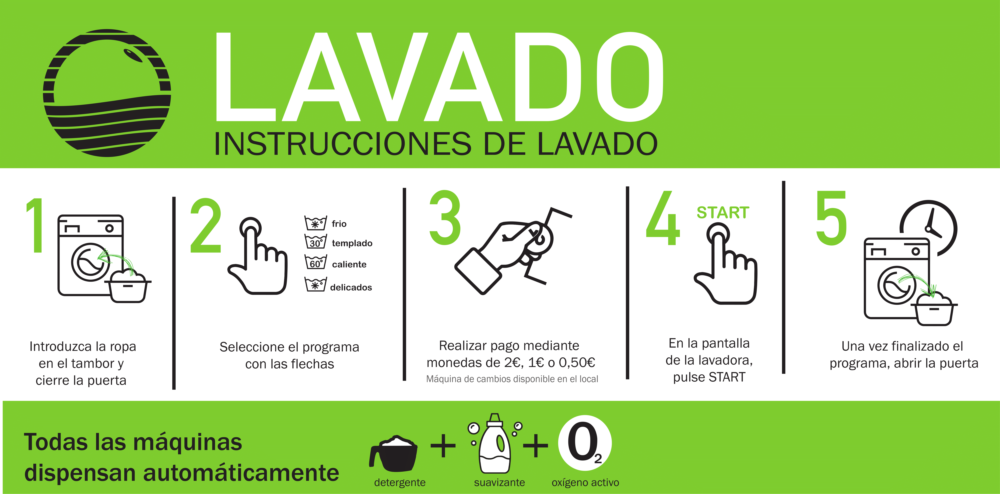 LAVADO
INSTRUCCIONES DE LAVADO
1
Introduzca la ropa
en el tambor y
cierre la puerta
2
frio
30° templado
60° caliente
delicados
Seleccione el programa
con las flechas
3
Realizar pago mediante
monedas de 2€, 1€ o 0,50€
Máquina de cambios disponible en el local
4
START
En la pantalla
de la lavadora,
pulse START
5
Una vez finalizado el
programa, abrir la puerta
Todas las máquinas
dispensan automáticamente
detergente
+
suavizante
+
O2
oxígeno activo